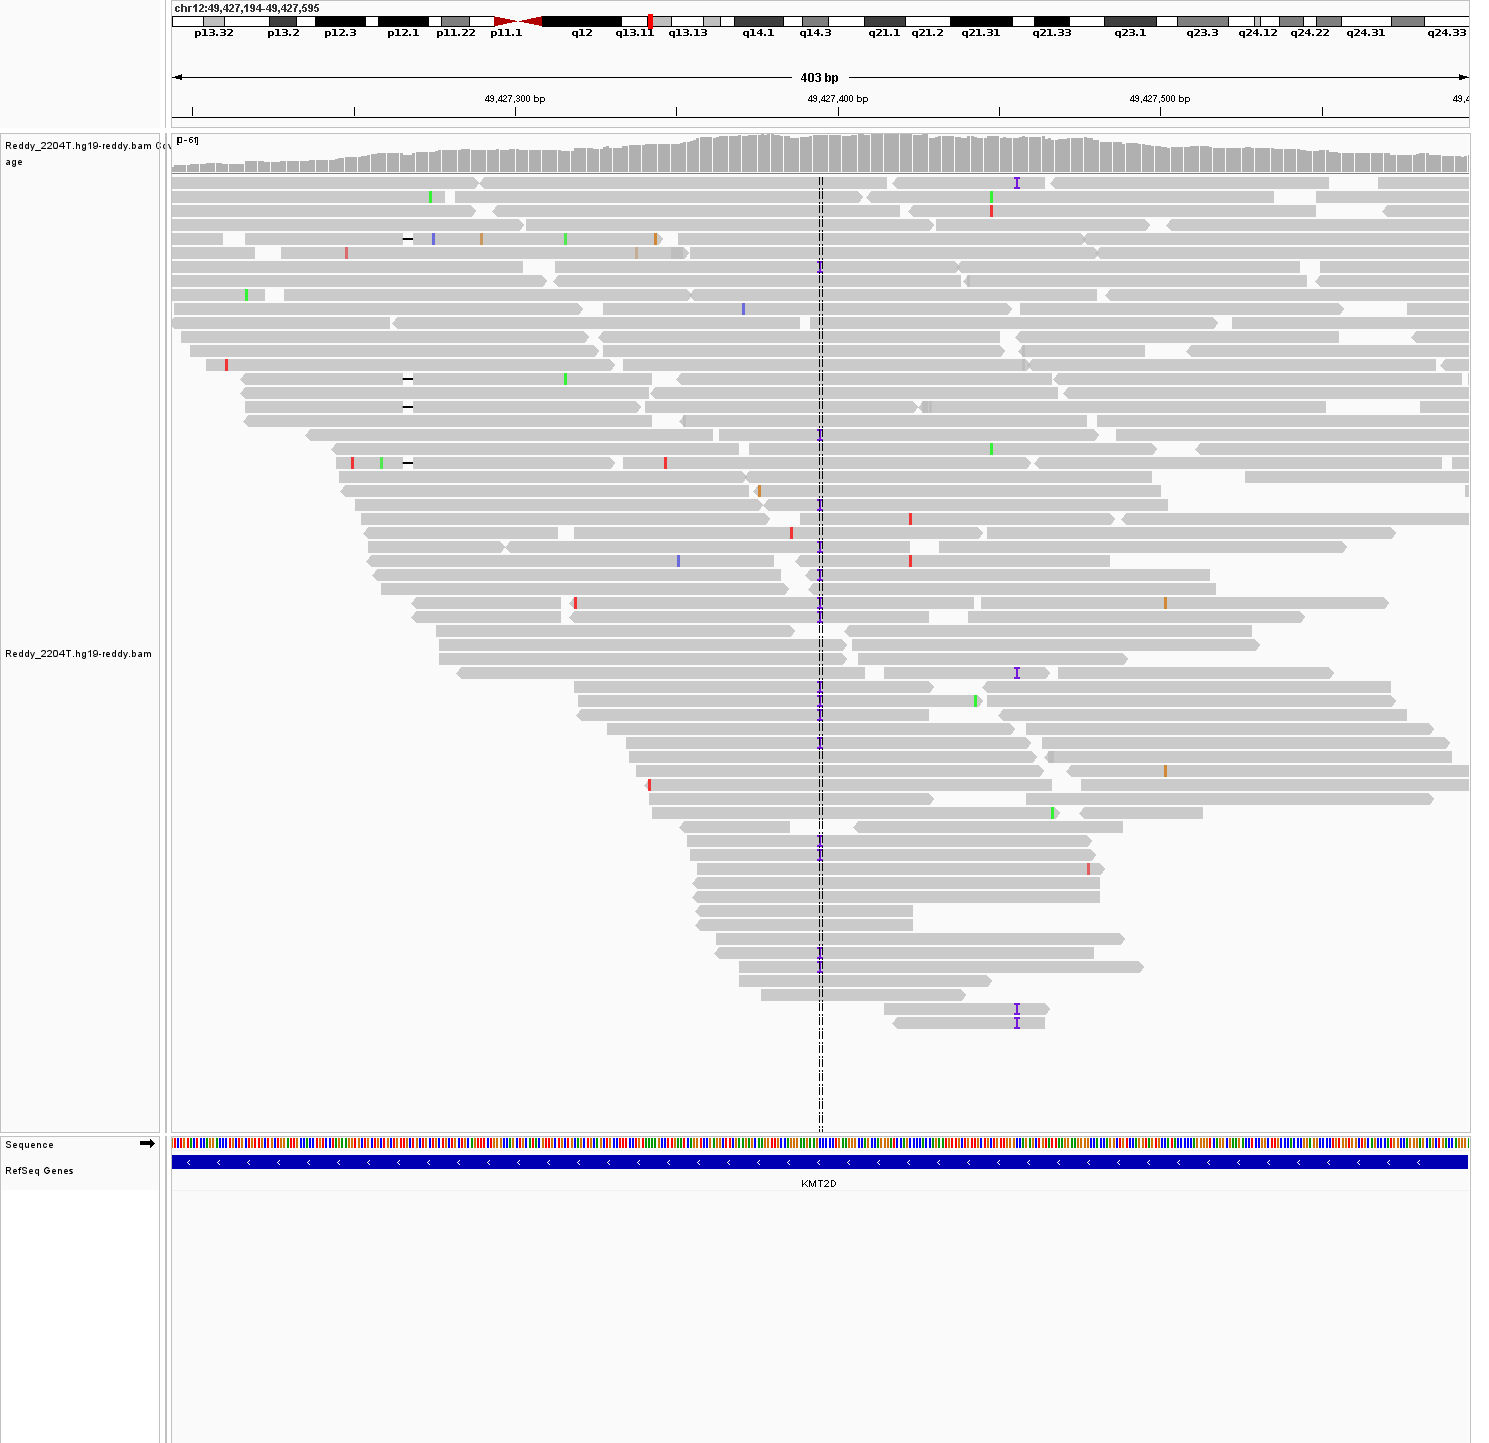 chr12:49,427,194-49,427,595
p13.32 p13.2 p12.3 p12.1 p11.22 p11.1 q12 q13.11 q13.13 q14.1 q14.3 q21.1 q21.2 q21.31 q21.33 q23.1 q23.3 q24.12 q24.22 q24.31 q24.33
403 bp
49,427,300 bp 49,427,400 bp 49,427,500 bp 49,4
[0-61]
Reddy_2204T.hg19-reddy.bam Cov
age
Reddy_2204T.hg19-reddy.bam
Sequence
RefSeq Genes
KMT2D